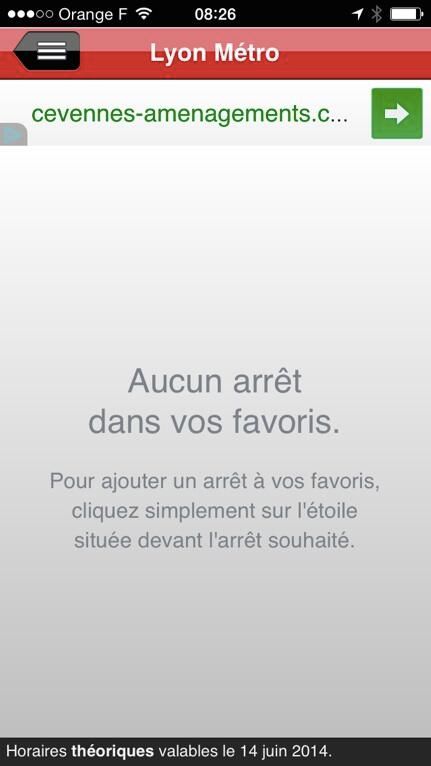 Orange F 08:26
Lyon Métro
cevennes-amenagements.c...
Aucun arrêt
dans vos favoris.
Pour ajouter un arrêt à vos favoris,
cliquez simplement sur l'étoile
située devant l'arrêt souhaité.
Horaires théoriques valables le 14 juin 2014.